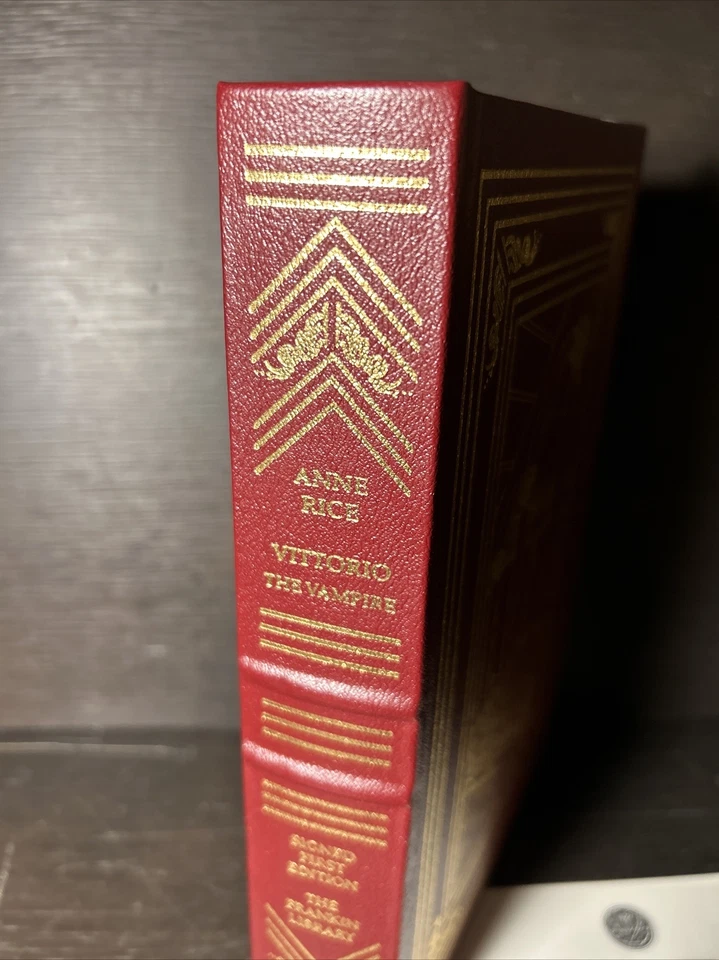 ANNE
RICE
VITTORIO
THE VAMPIRE
SIGNED
FIRST
EDITION
THE
FRANKLIN
LIBRARY